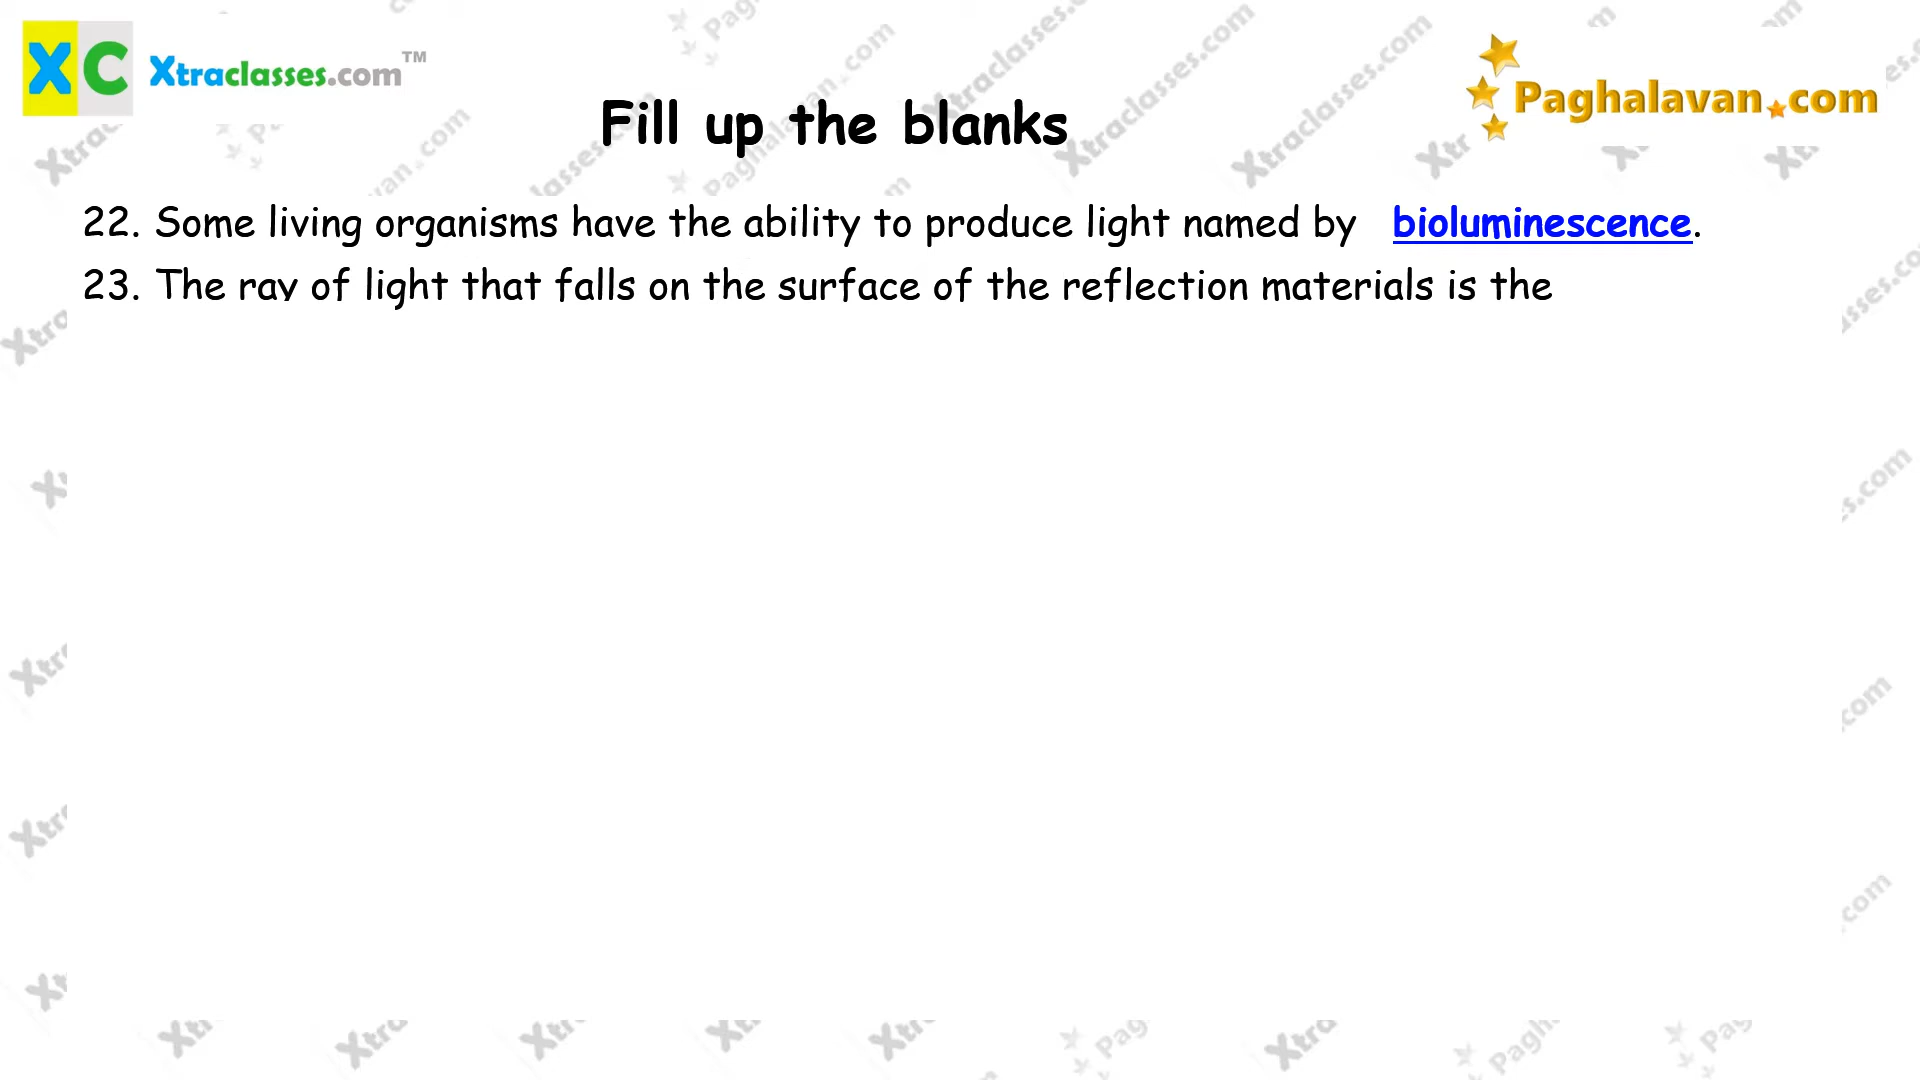 XC Xtraclasses.com™
Paghalavan.com
Fill up the blanks
22. Some living organisms have the ability to produce light named by bioluminescence.
23. The ray of light that falls on the surface of the reflection materials is the